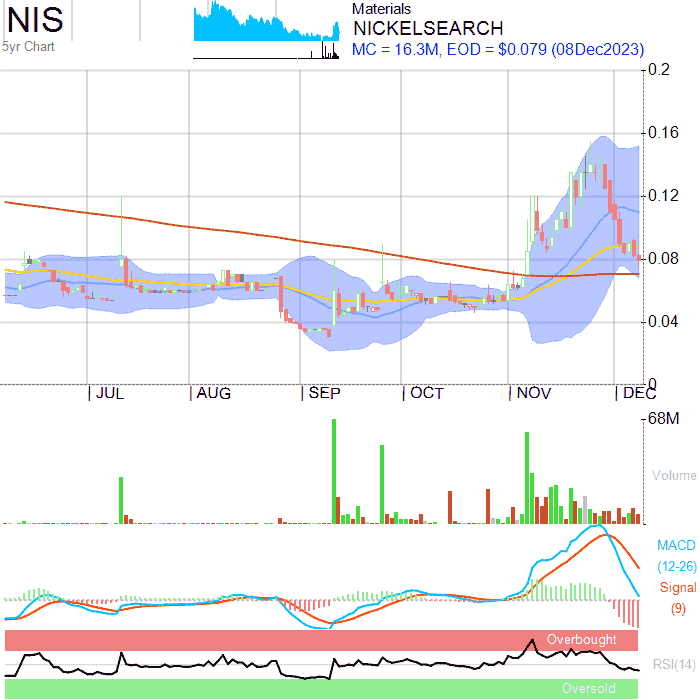 NIS
5yr Chart
Materials
NICKELSEARCH
MC = 16.3M, EOD = $0.079 (08Dec2023)
0.2
0.16
0.12
0.08
0.04
0
JUL AUG SEP OCT NOV DEC
68M
Volume
MACD
(12-26)
Signal
(9)
Overbought
RSI(14)
Oversold